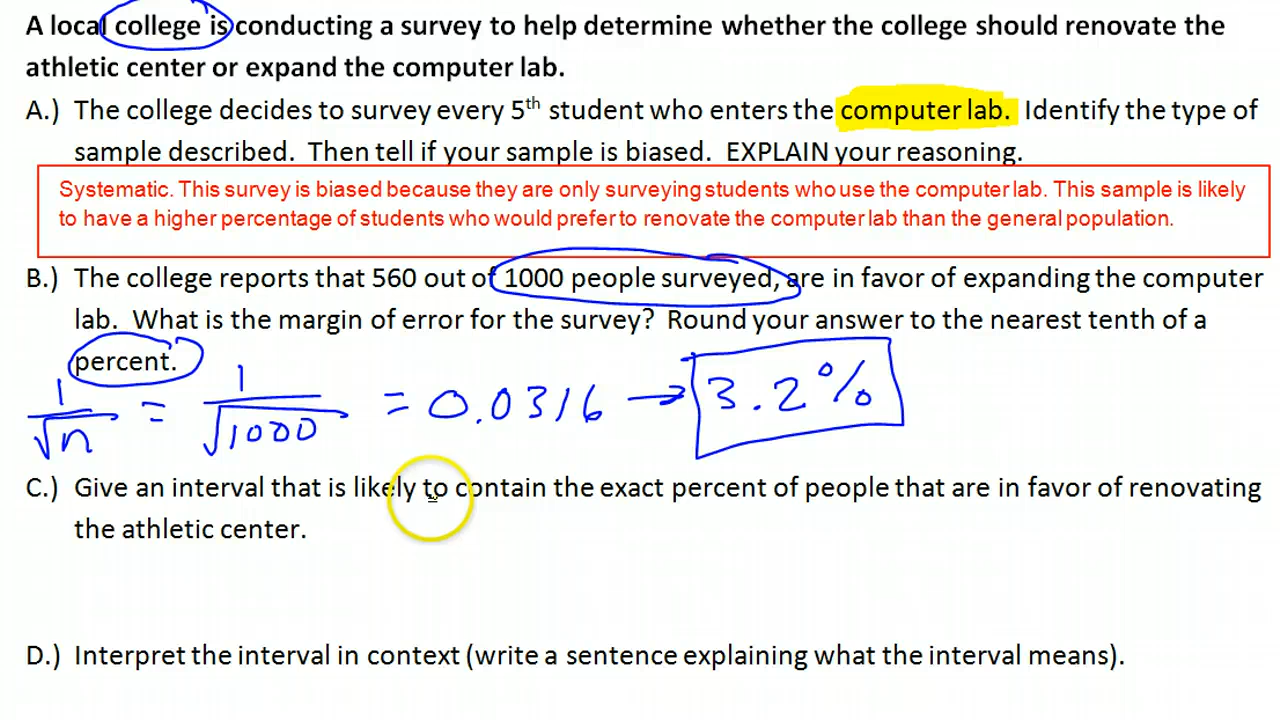 A local college is conducting a survey to help determine whether the college should renovate the
athletic center or expand the computer lab.
A.) The college decides to survey every 5th student who enters the computer lab. Identify the type of
sample described. Then tell if your sample is biased. EXPLAIN your reasoning.
Systematic. This survey is biased because they are only surveying students who use the computer lab. This sample is likely
to have a higher percentage of students who would prefer to renovate the computer lab than the general population.
B.) The college reports that 560 out of 1000 people surveyed, are in favor of expanding the computer
lab. What is the margin of error for the survey? Round your answer to the nearest tenth of a
percent.
1/√n = 1/√1000 = 0.0316 → 3.2%
C.) Give an interval that is likely to contain the exact percent of people that are in favor of renovating
the athletic center.
D.) Interpret the interval in context (write a sentence explaining what the interval means).